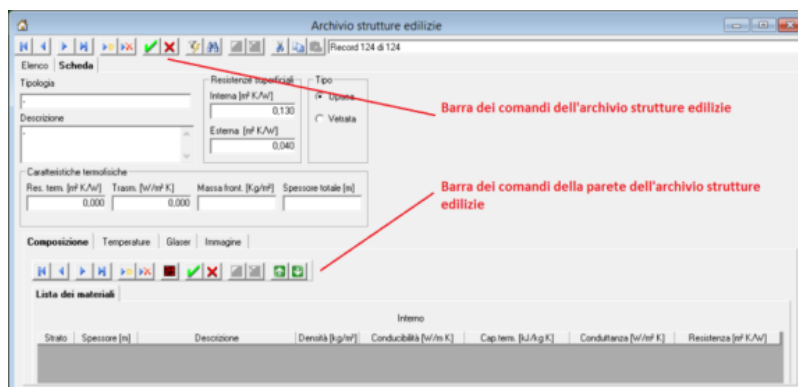 Archivio strutture edilizie
Record 124 di 124
Elenco Scheda
Tipologia
Resistenze superficiali
Tipo
Interna [m² K/W]
Opaca
0,130
Barra dei comandi dell'archivio strutture edilizie
Descrizione
Vetrata
Esterna [m² K/W]
0,040
Caratteristiche termofisiche
Res. term. [m² K/W] Trasm. [W/m² K] Massa front. [Kg/m²] Spessore totale [m]
0,000 0,000
Barra dei comandi della parete dell'archivio strutture
edilizie
Composizione Temperature Glaser Immagine
Lista dei materiali
Interno
Strato Spessore [m] Descrizione Densità [kg/m³] Conducibilità [W/m K] Cap.term. [kJ/kg K] Conduttanza [W/m² K] Resistenza [m² K/W]